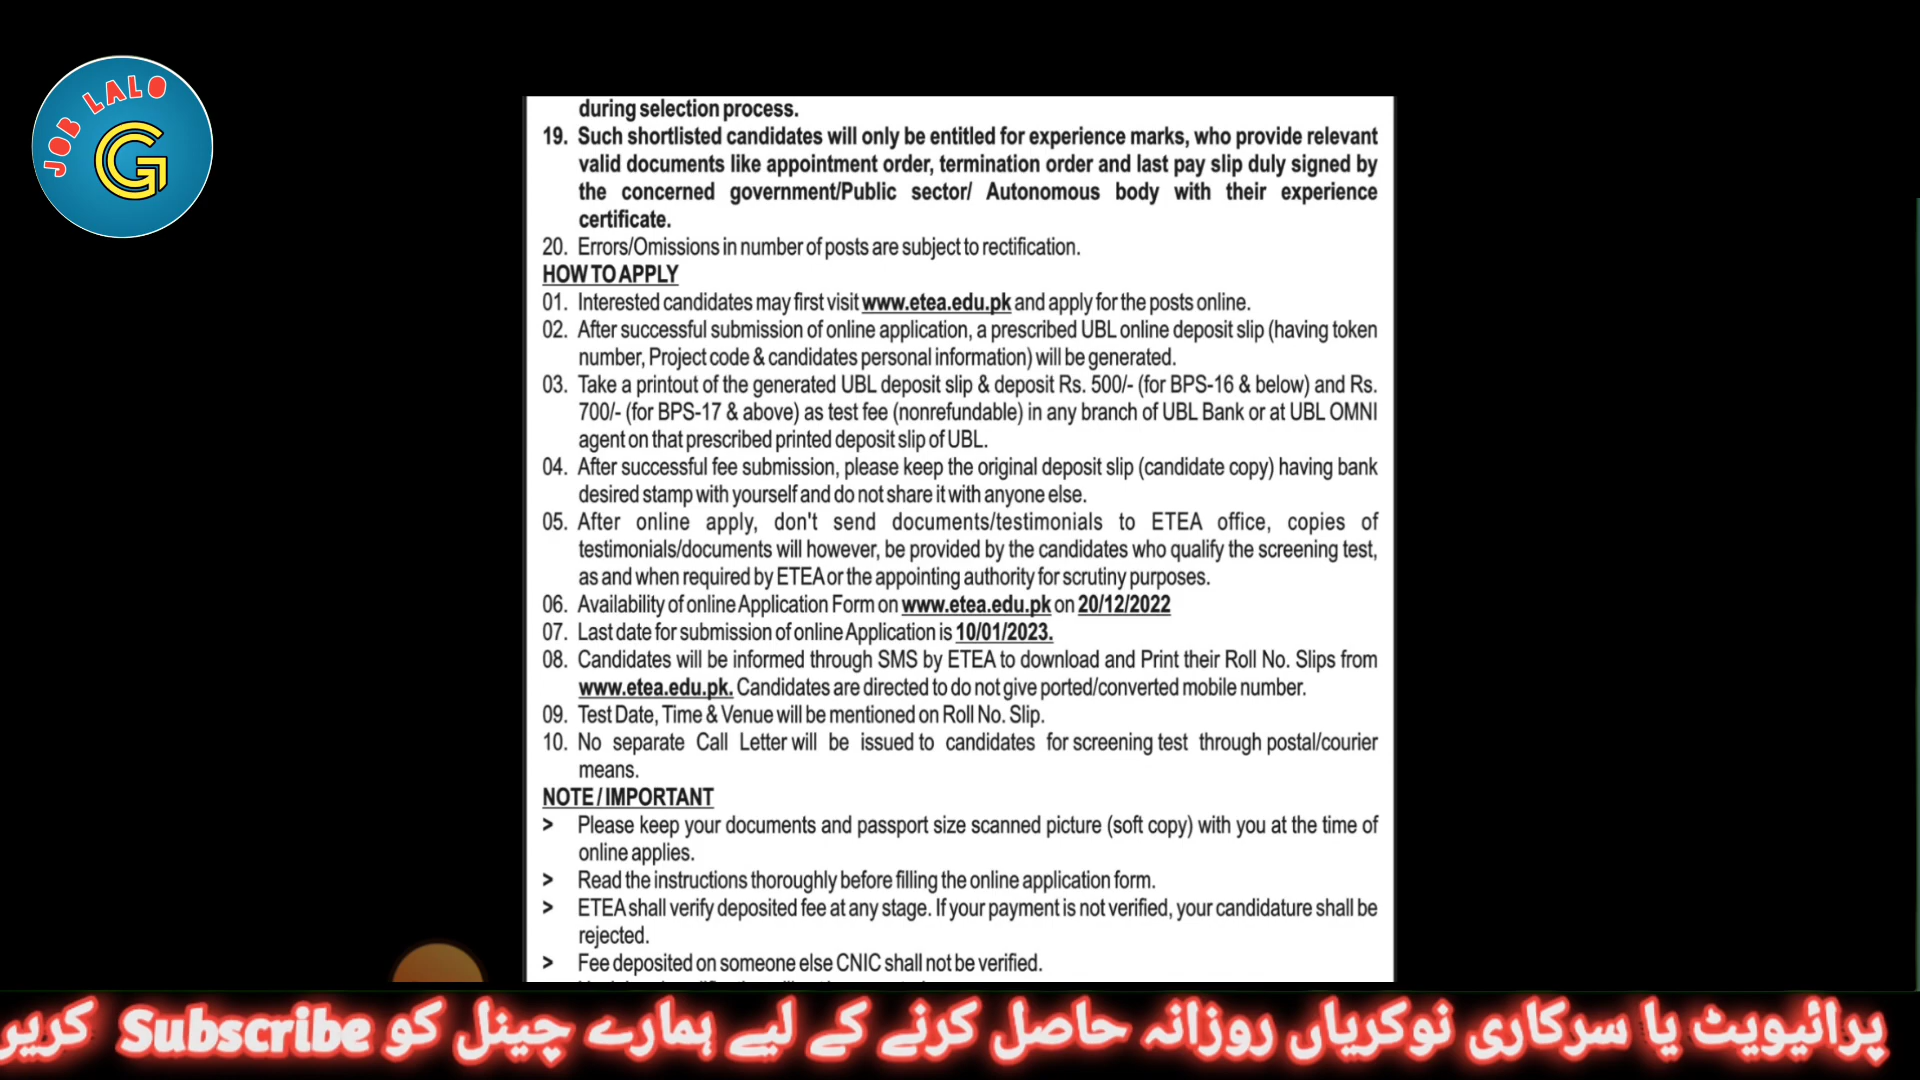 JOB LALO
G
during selection process.
19. Such shortlisted candidates will only be entitled for experience marks, who provide relevant
valid documents like appointment order, termination order and last pay slip duly signed by
the concerned government/Public sector/ Autonomous body with their experience
certificate.
20. Errors/Omissions in number of posts are subject to rectification.
HOW TO APPLY
01. Interested candidates may first visit www.etea.edu.pk and apply for the posts online.
02. After successful submission of online application, a prescribed UBL online deposit slip (having token
number, Project code & candidates personal information) will be generated.
03. Take a printout of the generated UBL deposit slip & deposit Rs. 500/- (for BPS-16 & below) and Rs.
700/- (for BPS-17 & above) as test fee (nonrefundable) in any branch of UBL Bank or at UBL OMNI
agent on that prescribed printed deposit slip of UBL.
04. After successful fee submission, please keep the original deposit slip (candidate copy) having bank
desired stamp with yourself and do not share it with anyone else.
05. After online apply, don't send documents/testimonials to ETEA office, copies of
testimonials/documents will however, be provided by the candidates who qualify the screening test,
as and when required by ETEA or the appointing authority for scrutiny purposes.
06. Availability of online Application Form on www.etea.edu.pk on 20/12/2022
07. Last date for submission of online Application is 10/01/2023.
08. Candidates will be informed through SMS by ETEA to download and Print their Roll No. Slips from
www.etea.edu.pk. Candidates are directed to do not give ported/converted mobile number.
09. Test Date, Time & Venue will be mentioned on Roll No. Slip.
10. No separate Call Letter will be issued to candidates for screening test through postal/courier
means.
NOTE / IMPORTANT
> Please keep your documents and passport size scanned picture (soft copy) with you at the time of
online applies.
> Read the instructions thoroughly before filling the online application form.
> ETEA shall verify deposited fee at any stage. If your payment is not verified, your candidature shall be
rejected.
> Fee deposited on someone else CNIC shall not be verified.
پرائیویٹ یا سرکاری نوکریاں روزانہ حاصل کرنے کے لیے ہمارے چینل کو Subscribe کریں